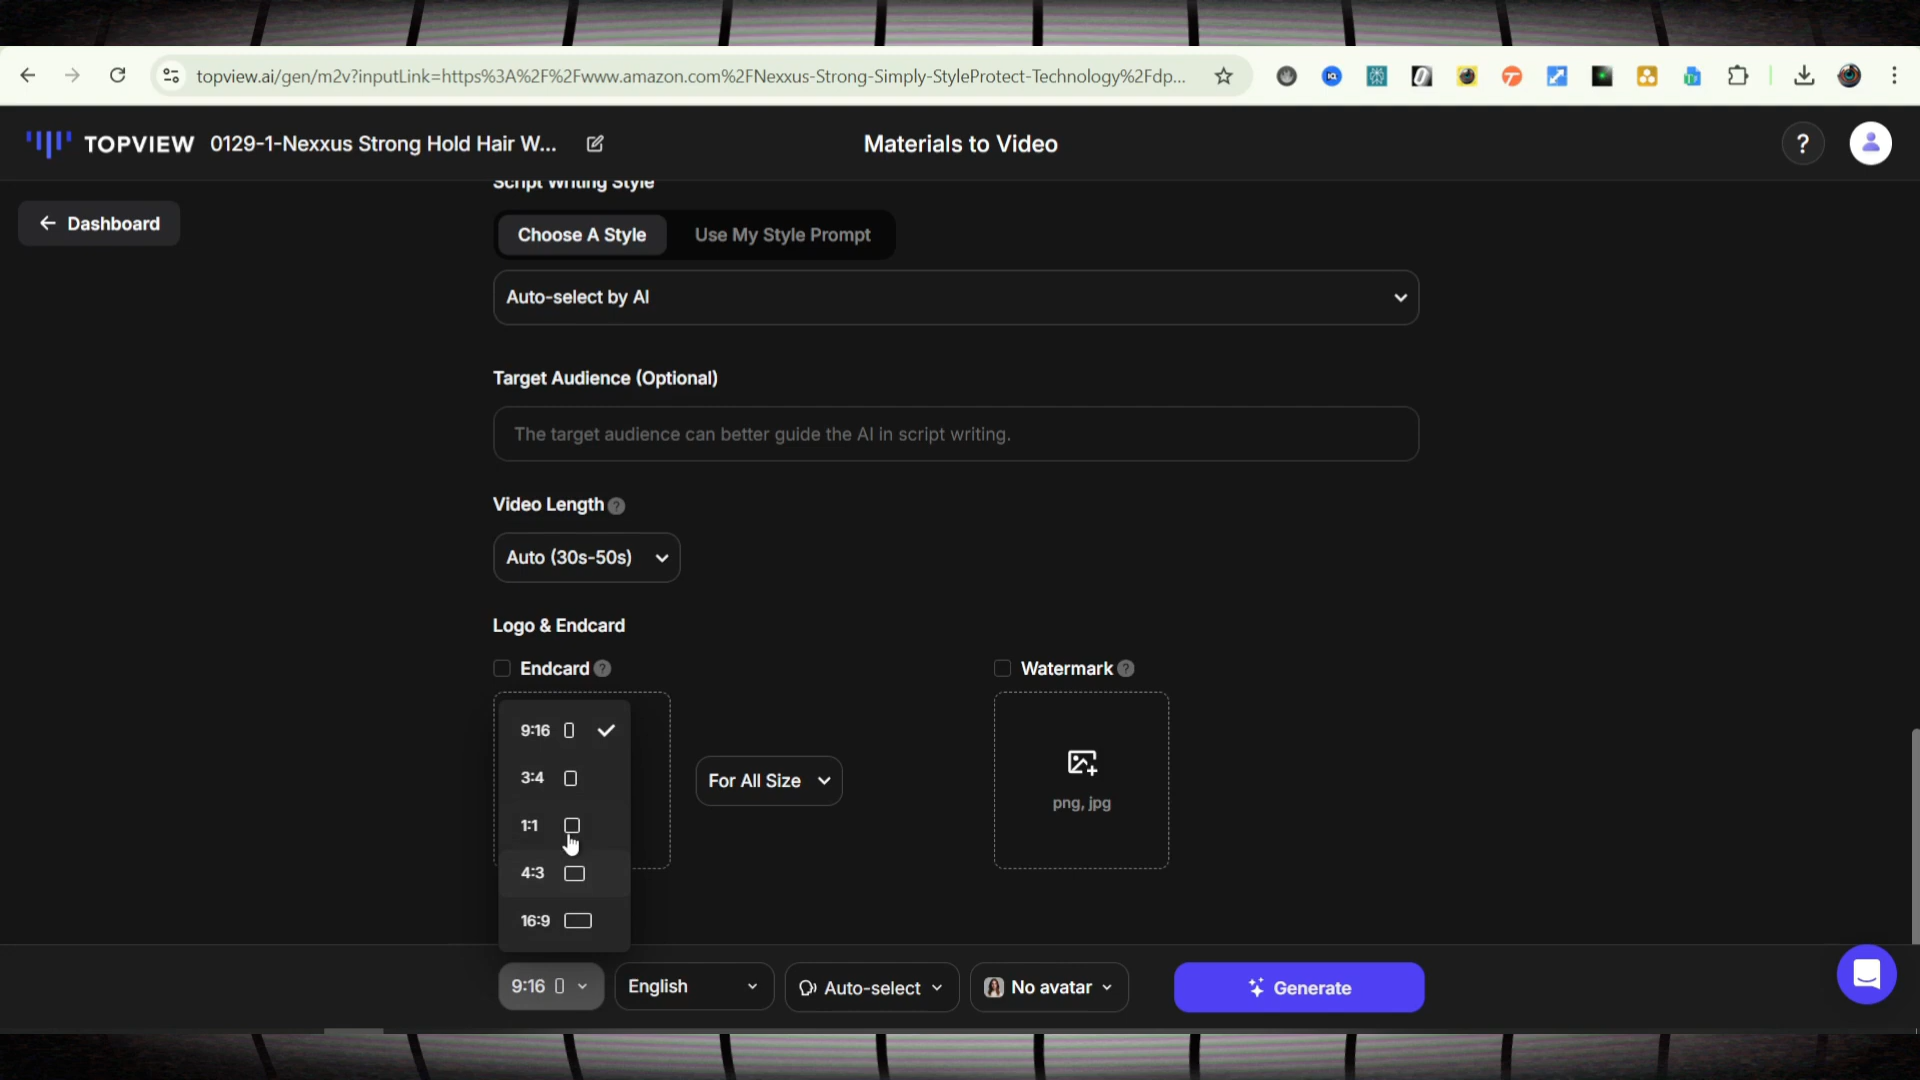 topview.ai/gen/m2v?inputLink=https%3A%2F%2Fwww.amazon.com%2FNexxus-Strong-Simply-StyleProtect-Technology%2Fdp...
TOPVIEW 0129-1-Nexxus Strong Hold Hair W...
Materials to Video
?
Script Writing Style
Dashboard
Choose A Style
Use My Style Prompt
Auto-select by AI
Target Audience (Optional)
The target audience can better guide the AI in script writing.
Video Length ?
Auto (30s-50s)
Logo & Endcard
Endcard ?
Watermark ?
9:16
3:4
1:1
4:3
16:9
For All Size
png, jpg
9:16
English
Auto-select
No avatar
Generate